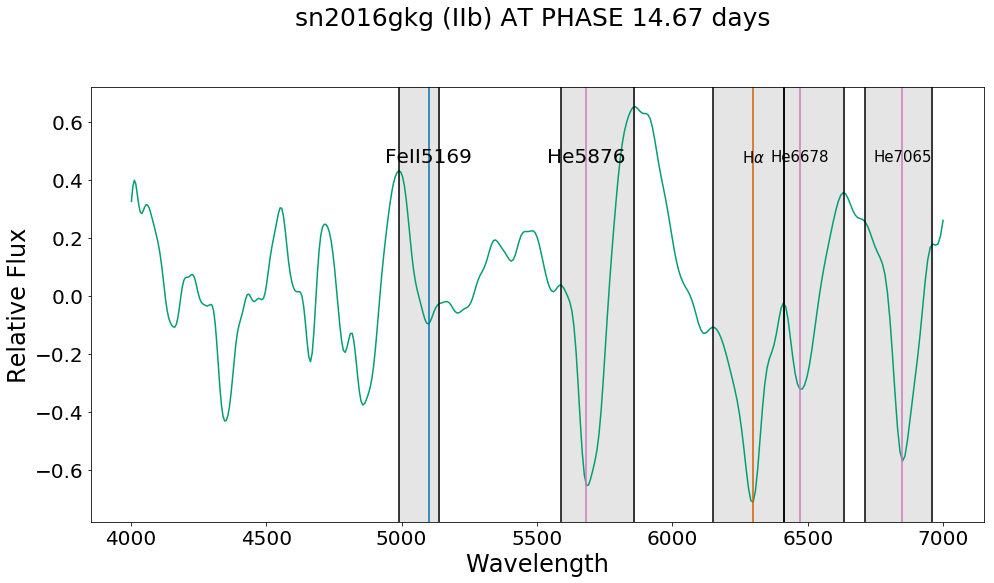 sn2016gkg (IIb) AT PHASE 14.67 days
0.6
FeII5169 He5876 Hα He6678 He7065
0.4
0.2
0.0
−0.2
−0.4
−0.6
Relative Flux
4000 4500 5000 5500 6000 6500 7000
Wavelength